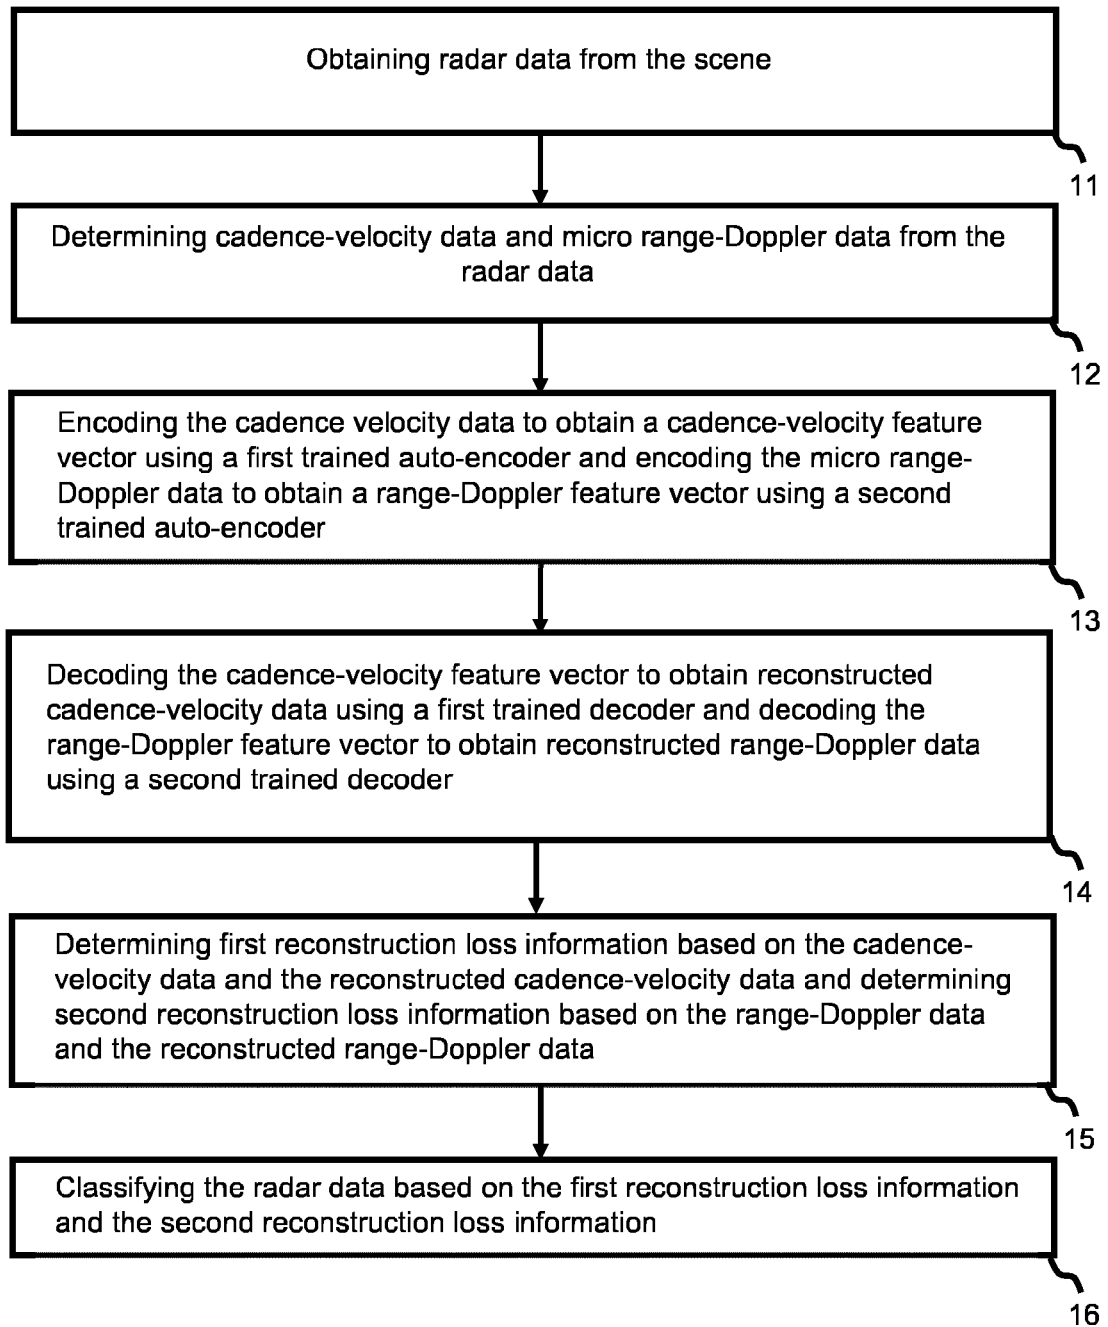 Obtaining radar data from the scene
11
Determining cadence-velocity data and micro range-Doppler data from the
radar data
12
Encoding the cadence velocity data to obtain a cadence-velocity feature
vector using a first trained auto-encoder and encoding the micro range-
Doppler data to obtain a range-Doppler feature vector using a second
trained auto-encoder
13
Decoding the cadence-velocity feature vector to obtain reconstructed
cadence-velocity data using a first trained decoder and decoding the
range-Doppler feature vector to obtain reconstructed range-Doppler data
using a second trained decoder
14
Determining first reconstruction loss information based on the cadence-
velocity data and the reconstructed cadence-velocity data and determining
second reconstruction loss information based on the range-Doppler data
and the reconstructed range-Doppler data
15
Classifying the radar data based on the first reconstruction loss information
and the second reconstruction loss information
16